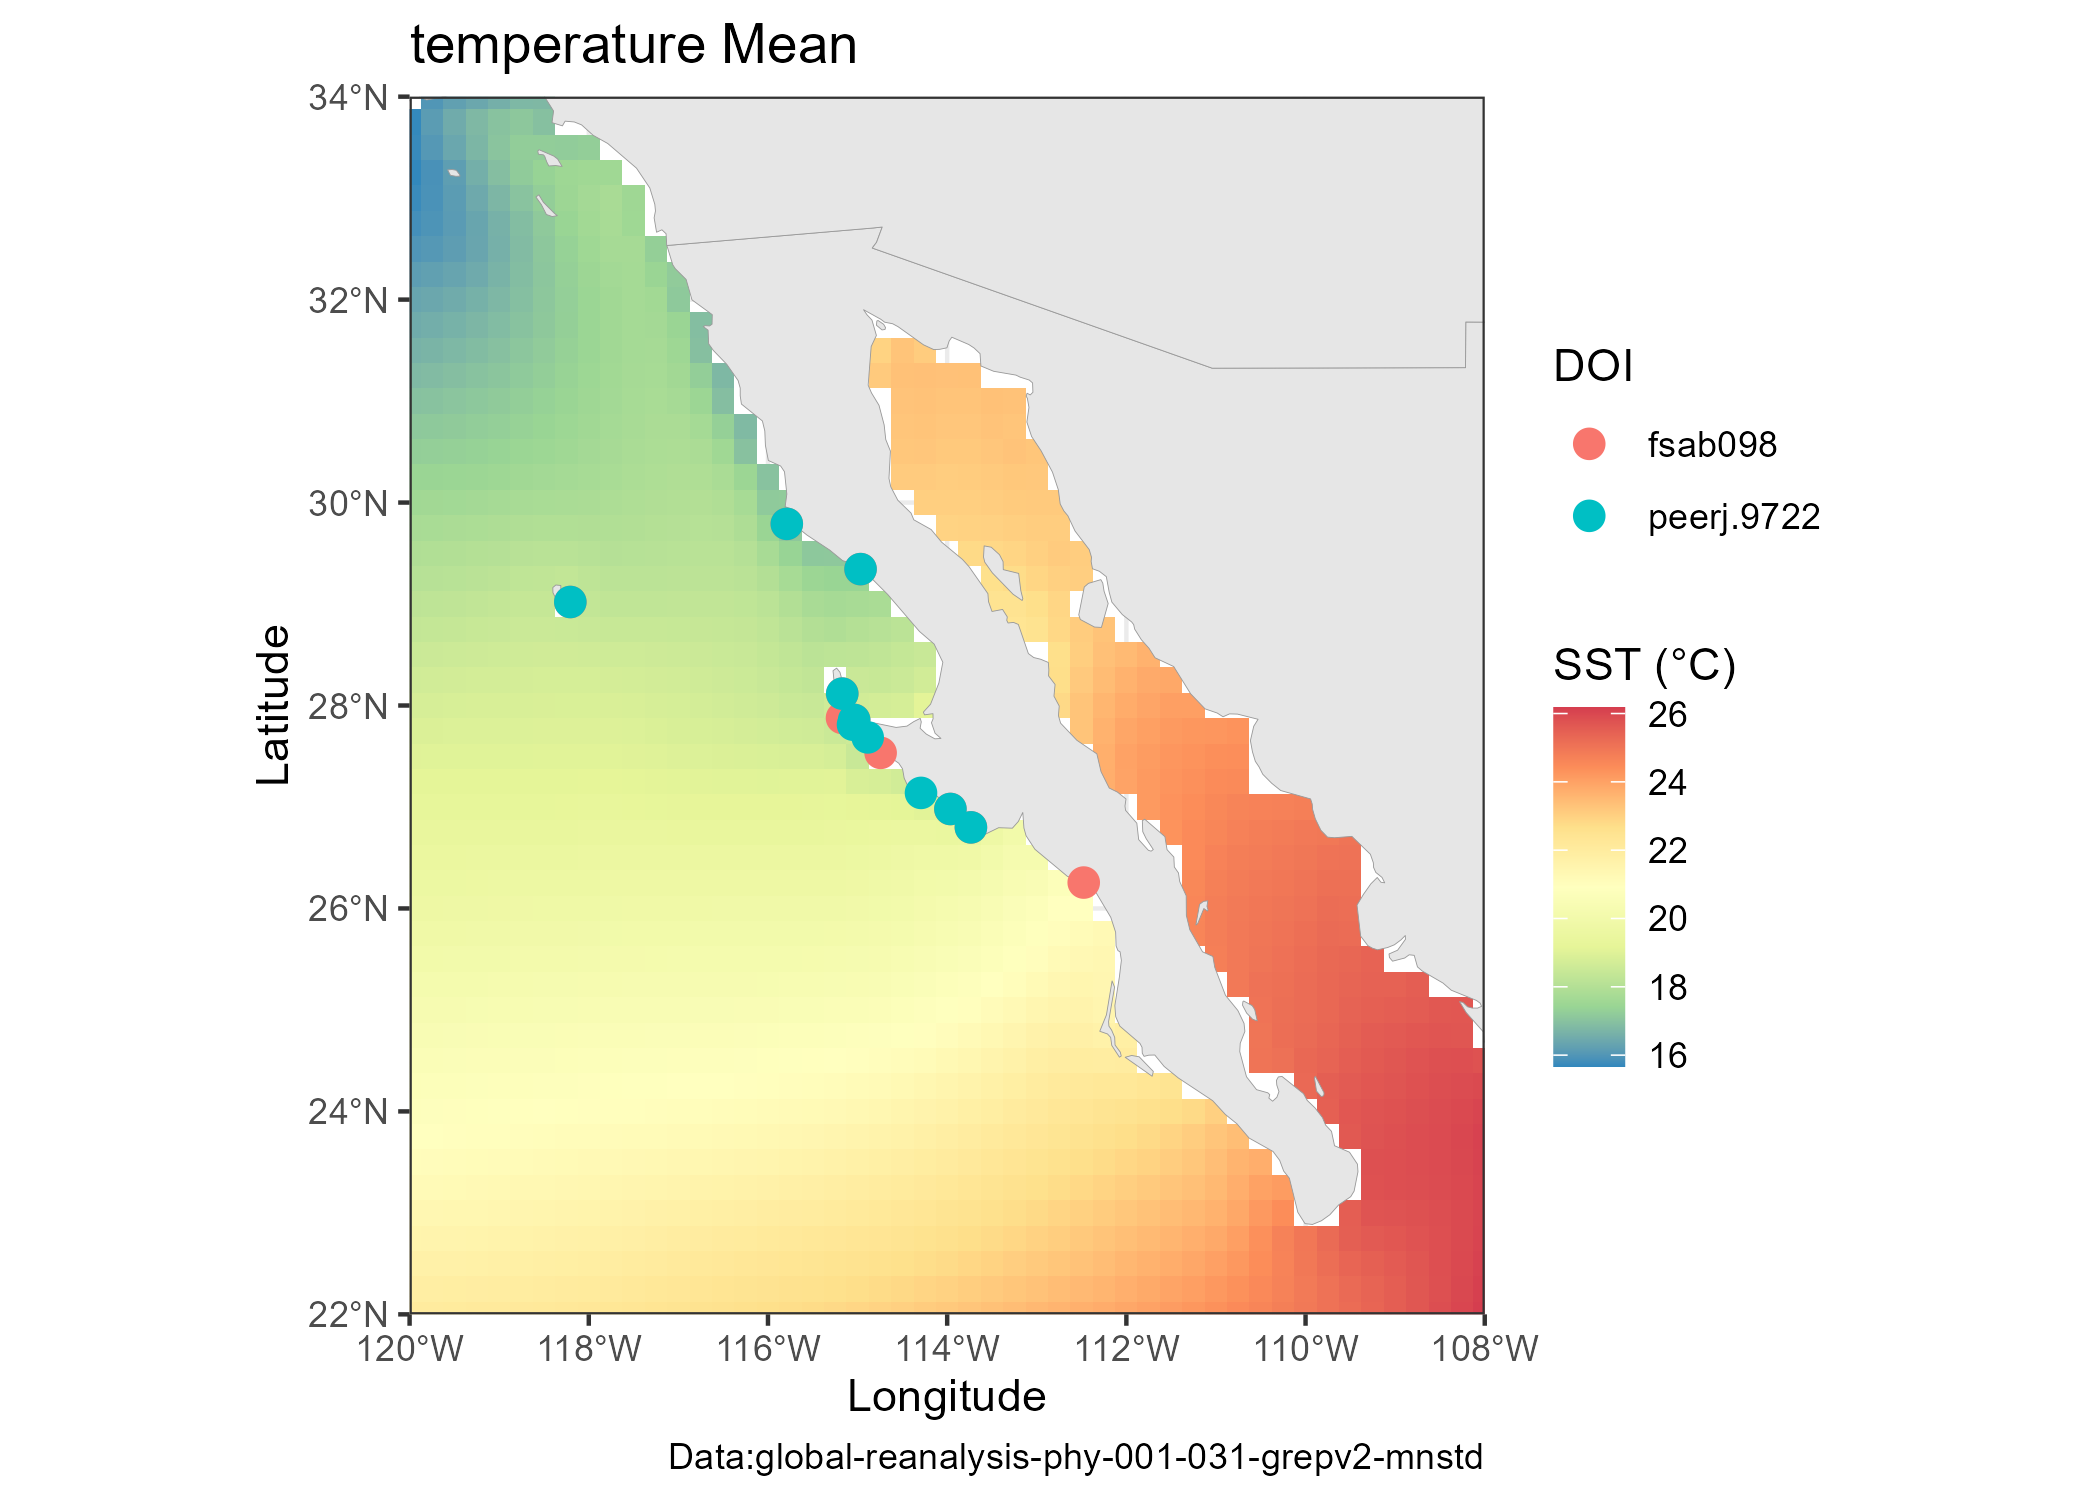 temperature Mean
34°N
32°N
30°N
28°N
26°N
24°N
22°N
Latitude
120°W 118°W 116°W 114°W 112°W 110°W 108°W
Longitude
Data:global-reanalysis-phy-001-031-grepv2-mnstd
DOI
fsab098
peerj.9722
SST (°C)
26
24
22
20
18
16